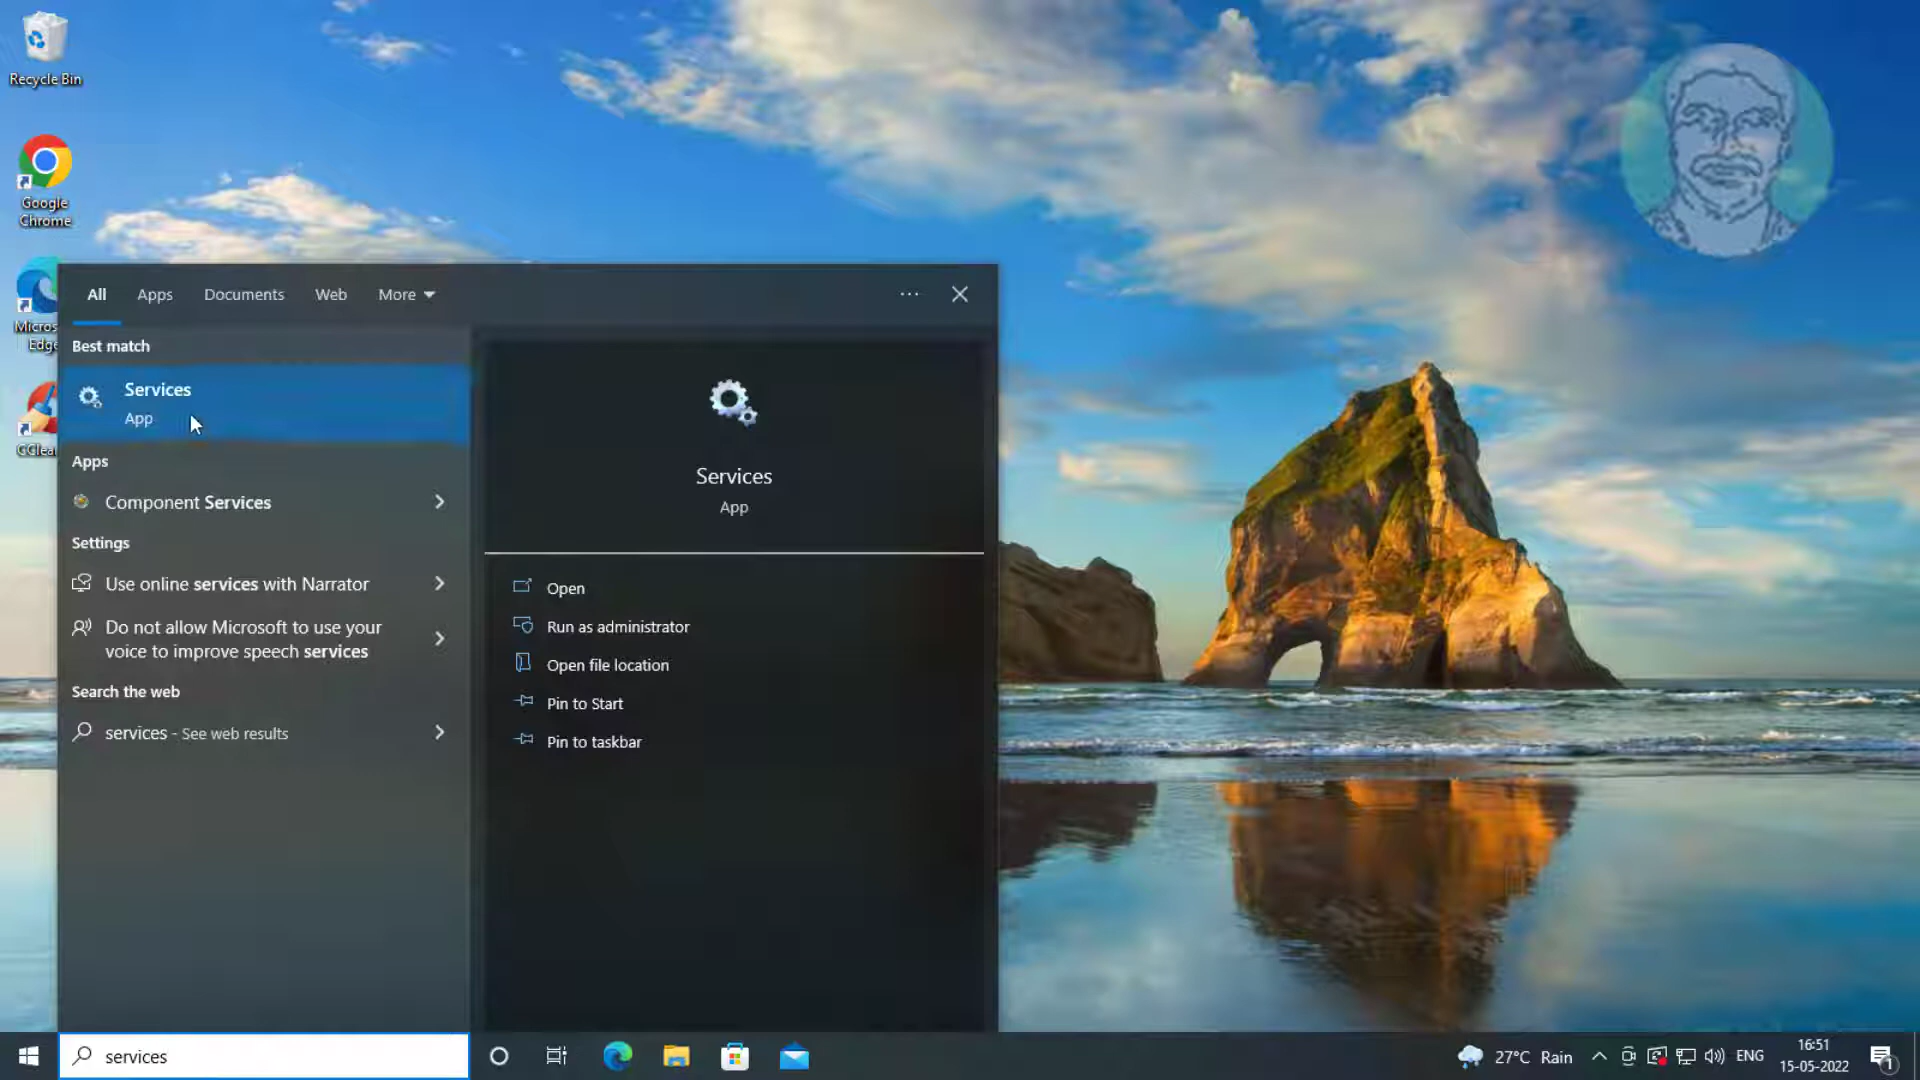 Recycle Bin
Google
Chrome
Micros
Edge
CClea
All
Apps
Documents
Web
More
Best match
Services
App
Apps
Component Services
Settings
Use online services with Narrator
Do not allow Microsoft to use your
voice to improve speech services
Search the web
services - See web results
Services
App
Open
Run as administrator
Open file location
Pin to Start
Pin to taskbar
services
27°C Rain
ENG
16:51
15-05-2022
1